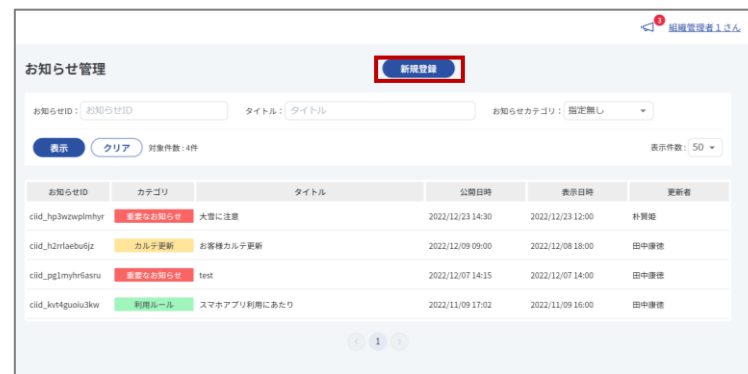 3 組織管理者１さん
お知らせ管理 新規登録
お知らせID： お知らせID タイトル： タイトル お知らせカテゴリ： 指定無し
表示 クリア 対象件数：4件 表示件数： 50
お知らせID カテゴリ タイトル 公開日時 表示日時 更新者
ciid_hp3wzwplmhyr 重要なお知らせ 大雪に注意 2022/12/23 14:30 2022/12/23 12:00 朴賢姫
ciid_h2rrlaebu6jz カルテ更新 お客様カルテ更新 2022/12/09 09:00 2022/12/08 18:00 田中康徳
ciid_pg1myhr6asru 重要なお知らせ test 2022/12/07 14:15 2022/12/07 14:00 田中康徳
ciid_kvt4guoiu3kw 利用ルール スマホアプリ利用にあたり 2022/11/09 17:02 2022/11/09 16:00 田中康徳
1